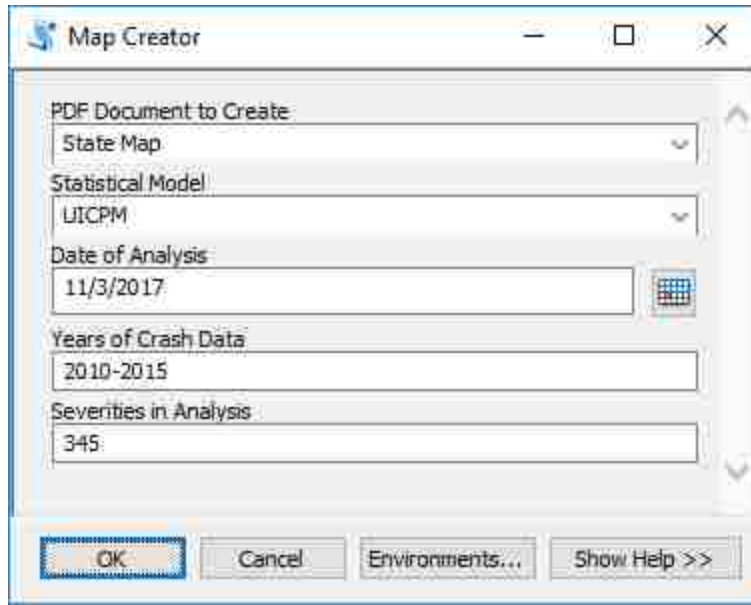 Map Creator
PDF Document to Create
State Map
Statistical Model
UICPM
Date of Analysis
11/3/2017
Years of Crash Data
2010-2015
Severities in Analysis
345
OK Cancel Environments... Show Help >>